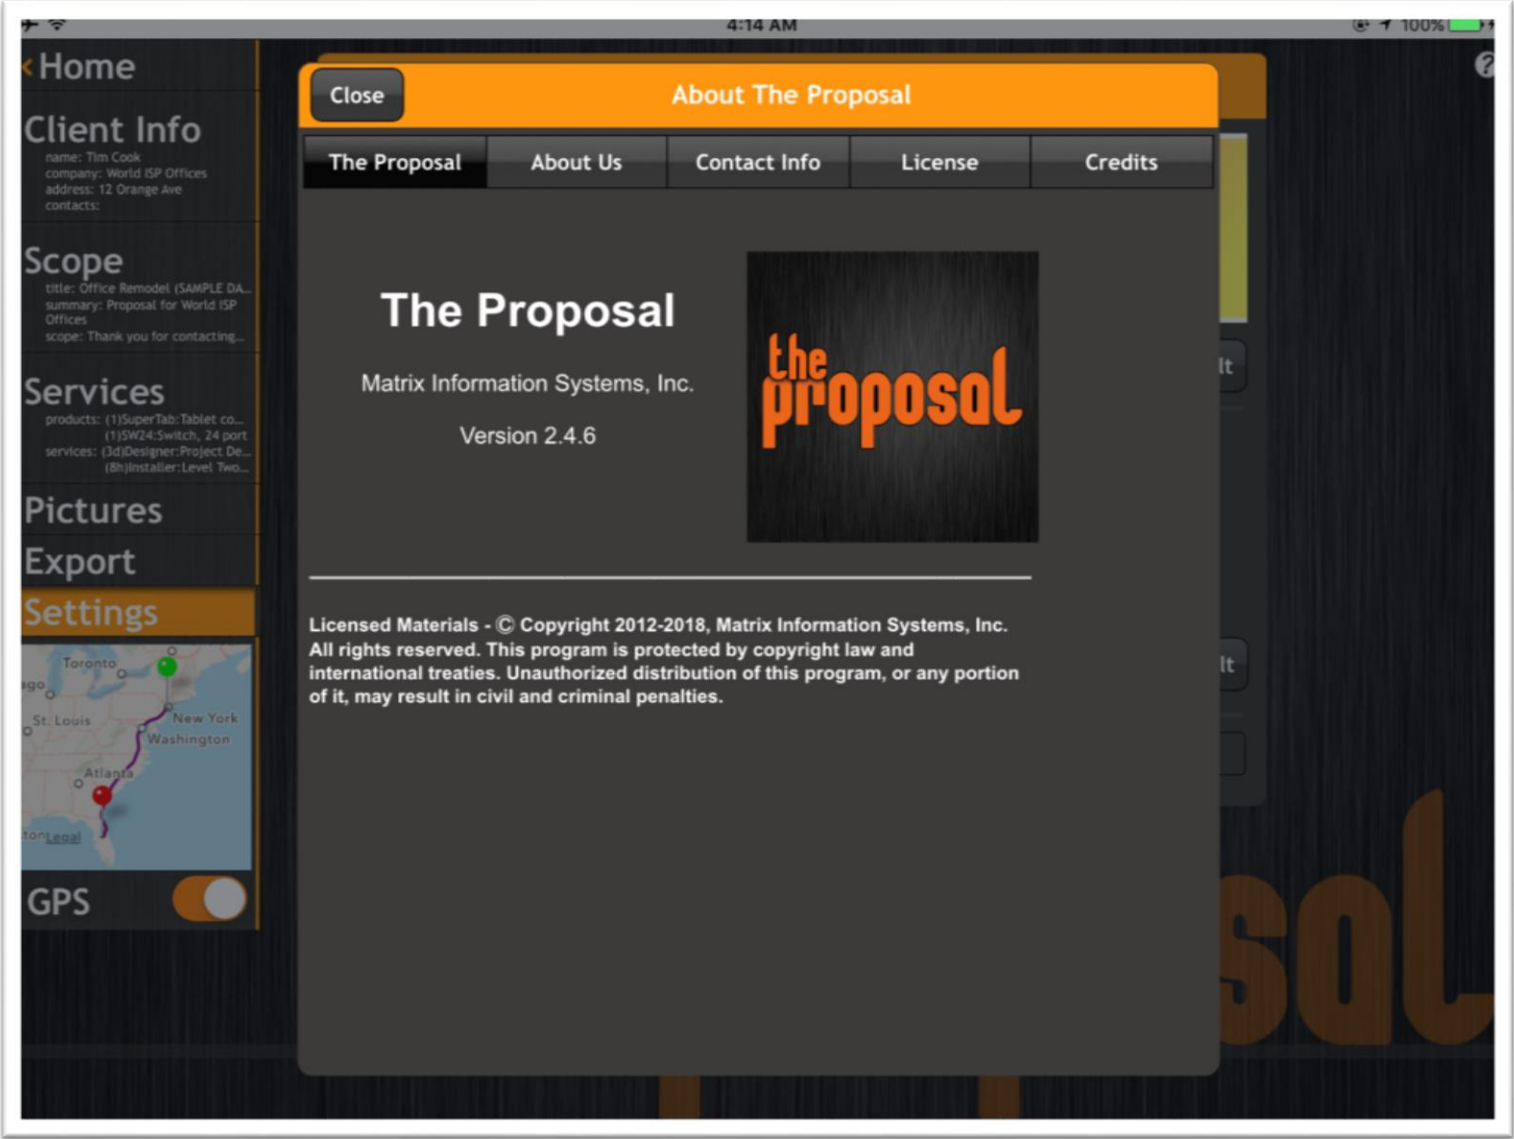 4:14 AM
100%
Home
Client Info
name: Tim Cook
company: World ISP Offices
address: 12 Orange Ave
contacts:
Scope
title: Office Remodel (SAMPLE DA...
summary: Proposal for World ISP
Offices
scope: Thank you for contacting...
Services
products: (1)SuperTab:Tablet co...
(1)SW24:Switch, 24 port
services: (3d)Designer:Project De...
(8h)Installer:Level Two...
Pictures
Export
Settings
Toronto
ago
St. Louis
New York
Washington
Atlanta
ton
Legal
GPS
Close
About The Proposal
The Proposal
About Us
Contact Info
License
Credits
The Proposal
Matrix Information Systems, Inc.
Version 2.4.6
the
proposal
Licensed Materials - © Copyright 2012-2018, Matrix Information Systems, Inc.
All rights reserved. This program is protected by copyright law and
international treaties. Unauthorized distribution of this program, or any portion
of it, may result in civil and criminal penalties.
?
lt
lt
sal